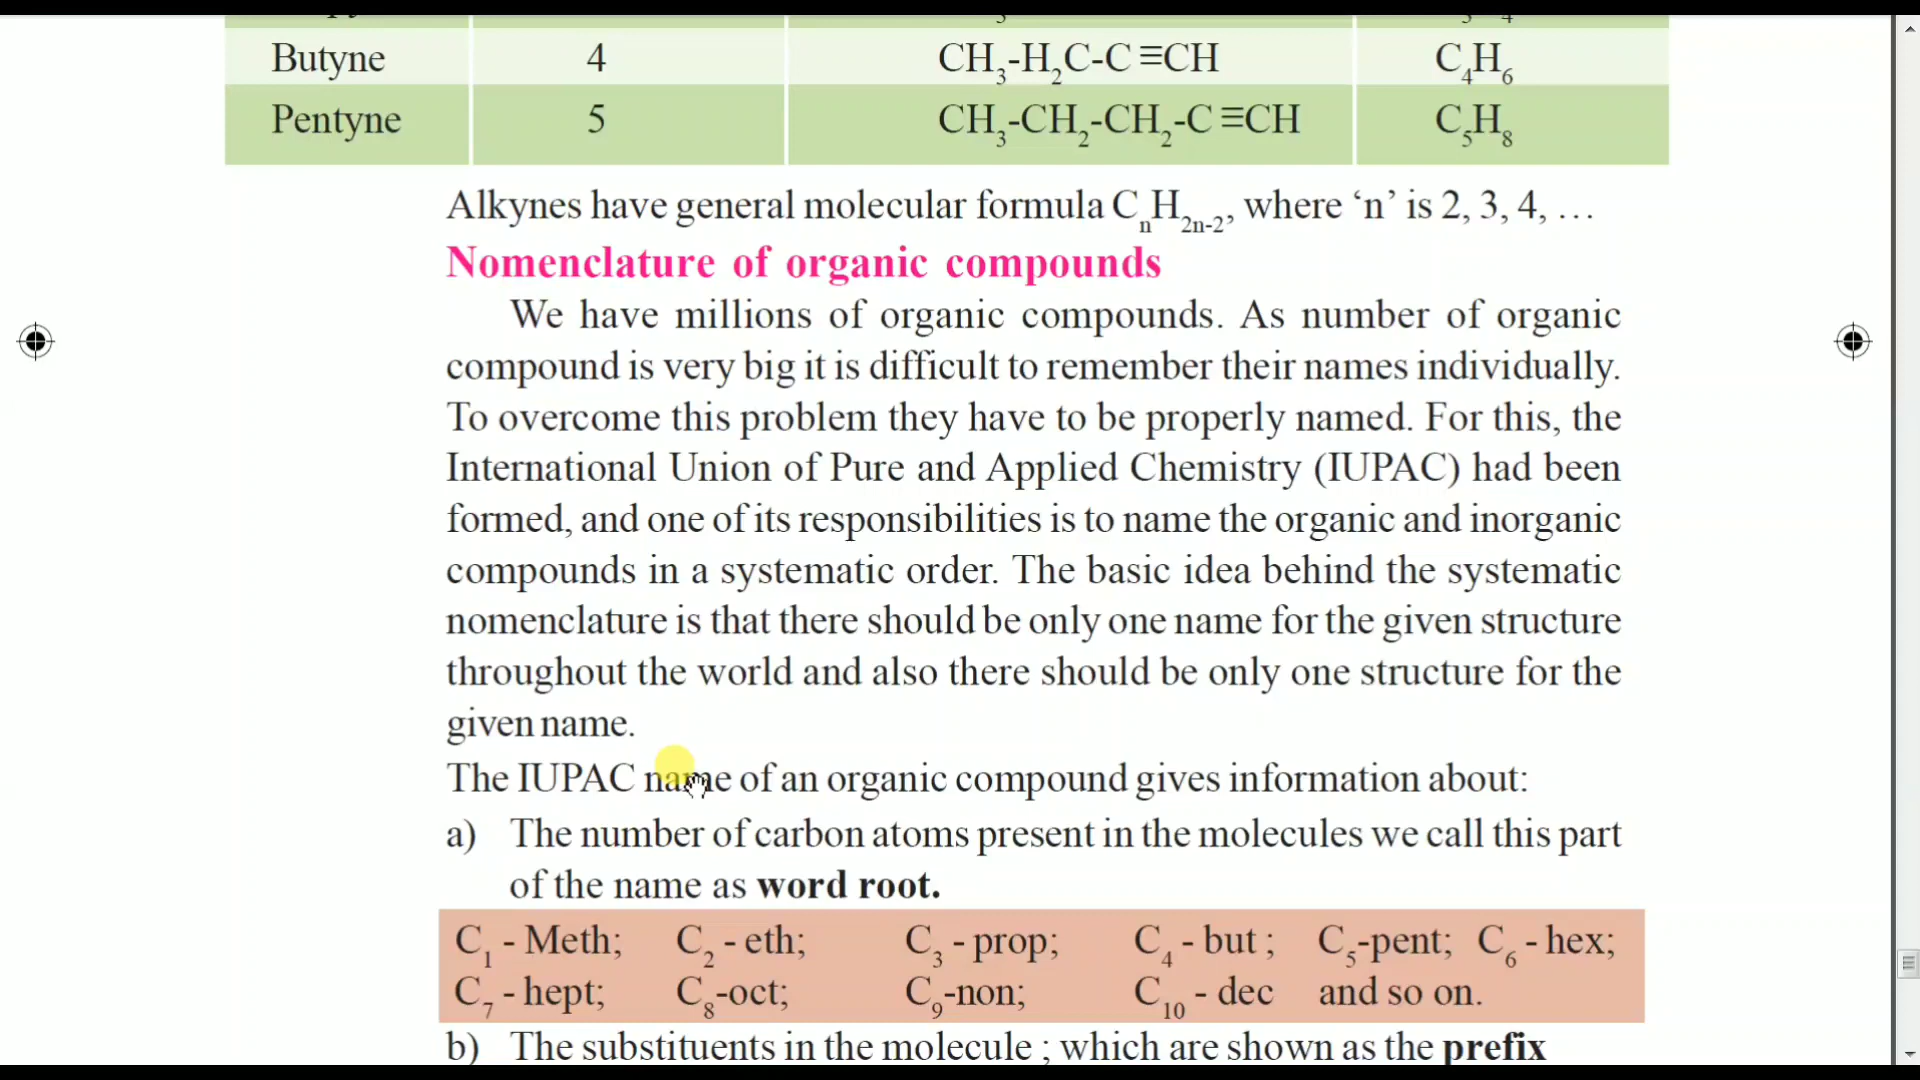 Butyne 4 CH3-H2C-C≡CH C4H6
Pentyne 5 CH3-CH2-CH2-C≡CH C5H8
Alkynes have general molecular formula CnH2n-2, where ‘n’ is 2, 3, 4, …
Nomenclature of organic compounds
We have millions of organic compounds. As number of organic
compound is very big it is difficult to remember their names individually.
To overcome this problem they have to be properly named. For this, the
International Union of Pure and Applied Chemistry (IUPAC) had been
formed, and one of its responsibilities is to name the organic and inorganic
compounds in a systematic order. The basic idea behind the systematic
nomenclature is that there should be only one name for the given structure
throughout the world and also there should be only one structure for the
given name.
The IUPAC name of an organic compound gives information about:
a) The number of carbon atoms present in the molecules we call this part
of the name as word root.
C1 - Meth; C2 - eth; C3 - prop; C4 - but ; C5-pent; C6 - hex;
C7 - hept; C8-oct; C9-non; C10 - dec and so on.
b) The substituents in the molecule ; which are shown as the prefix